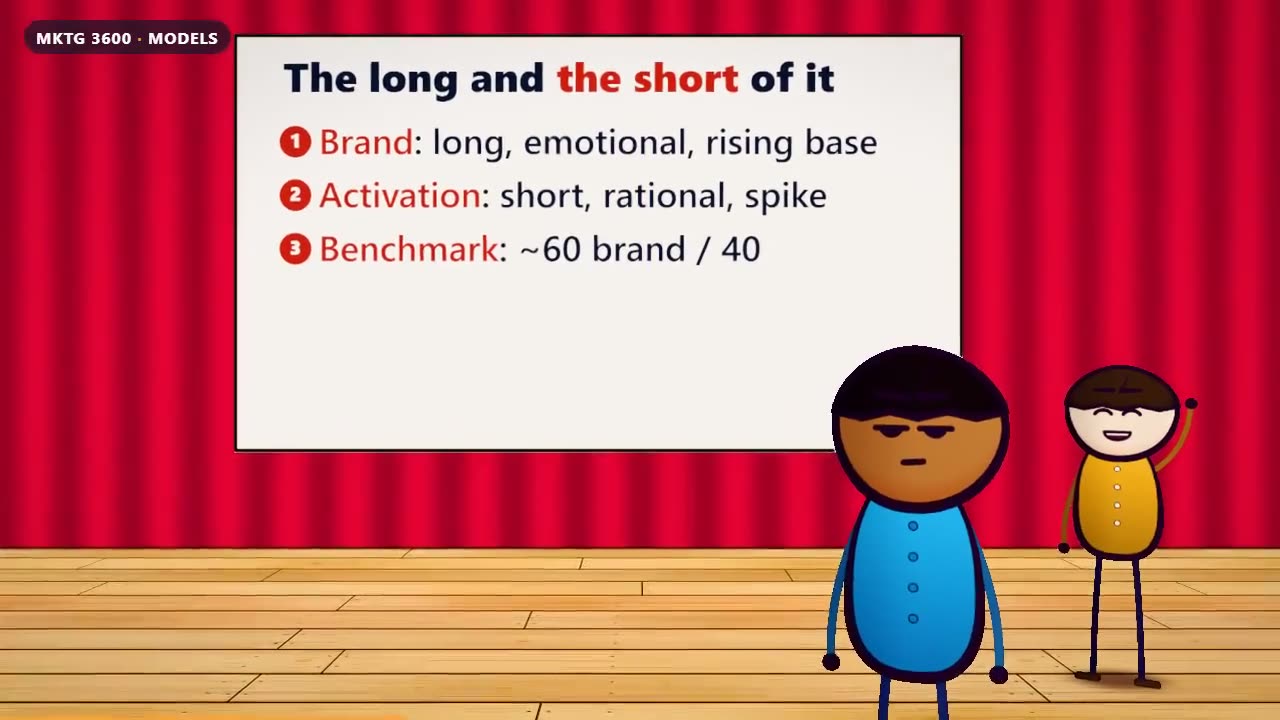 MKTG 3600 · MODELS
The long and the short of it
1 Brand: long, emotional, rising base
2 Activation: short, rational, spike
3 Benchmark: ~60 brand / 40